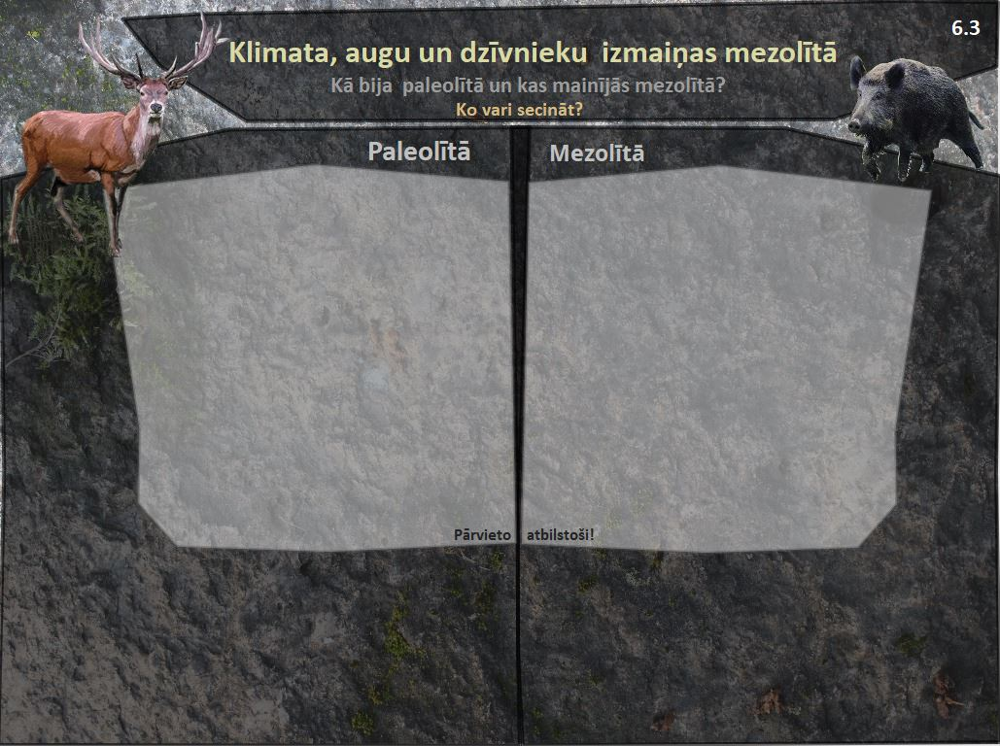 6.3
Klimata, augu un dzīvnieku izmaiņas mezolītā
Kā bija paleolītā un kas mainījās mezolītā?
Ko vari secināt?
Paleolītā
Mezolītā
Pārvieto atbilstoši!